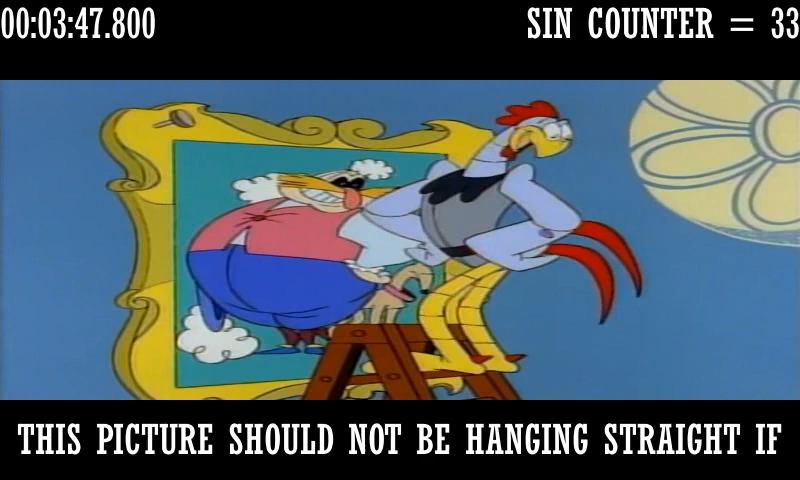 00:03:47.800
SIN COUNTER = 33
THIS PICTURE SHOULD NOT BE HANGING STRAIGHT IF